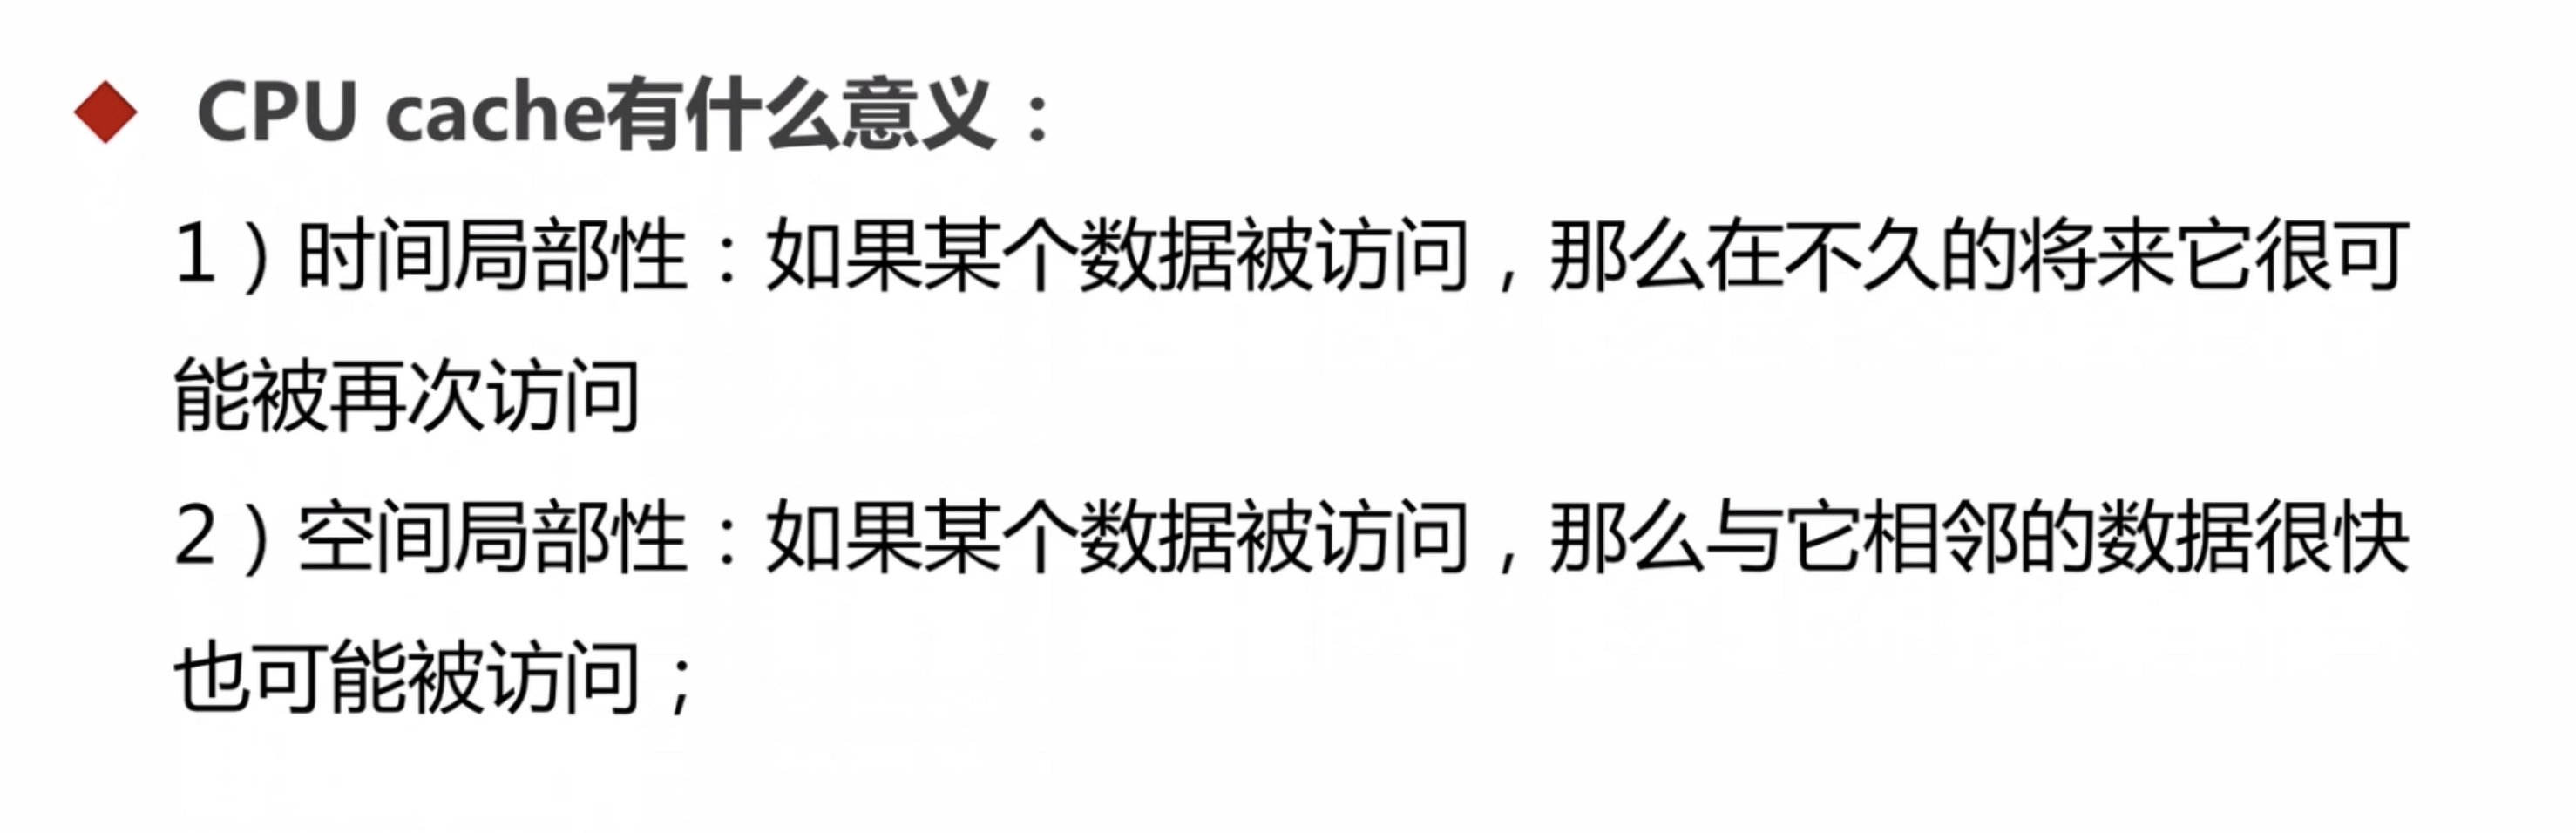 CPU cache有什么意义：
1）时间局部性：如果某个数据被访问，那么在不久的将来它很可
能被再次访问
2）空间局部性：如果某个数据被访问，那么与它相邻的数据很快
也可能被访问；